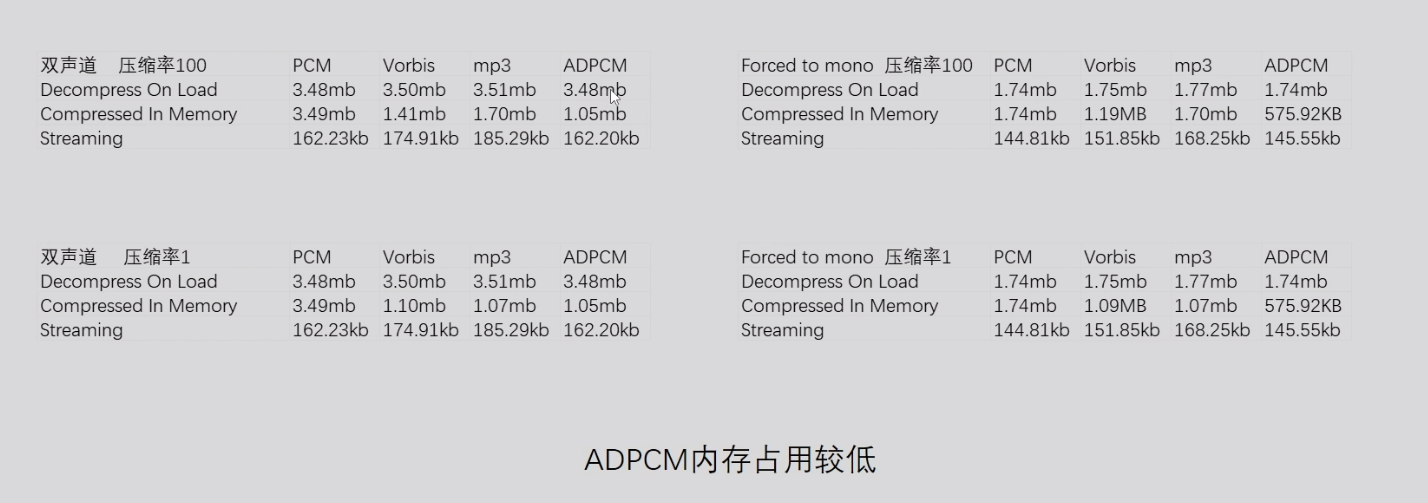 双声道 压缩率100 PCM Vorbis mp3 ADPCM
Decompress On Load 3.48mb 3.50mb 3.51mb 3.48mb
Compressed In Memory 3.49mb 1.41mb 1.70mb 1.05mb
Streaming 162.23kb 174.91kb 185.29kb 162.20kb
Forced to mono 压缩率100 PCM Vorbis mp3 ADPCM
Decompress On Load 1.74mb 1.75mb 1.77mb 1.74mb
Compressed In Memory 1.74mb 1.19MB 1.70mb 575.92KB
Streaming 144.81kb 151.85kb 168.25kb 145.55kb
双声道 压缩率1 PCM Vorbis mp3 ADPCM
Decompress On Load 3.48mb 3.50mb 3.51mb 3.48mb
Compressed In Memory 3.49mb 1.10mb 1.07mb 1.05mb
Streaming 162.23kb 174.91kb 185.29kb 162.20kb
Forced to mono 压缩率1 PCM Vorbis mp3 ADPCM
Decompress On Load 1.74mb 1.75mb 1.77mb 1.74mb
Compressed In Memory 1.74mb 1.09MB 1.07mb 575.92KB
Streaming 144.81kb 151.85kb 168.25kb 145.55kb
ADPCM内存占用较低